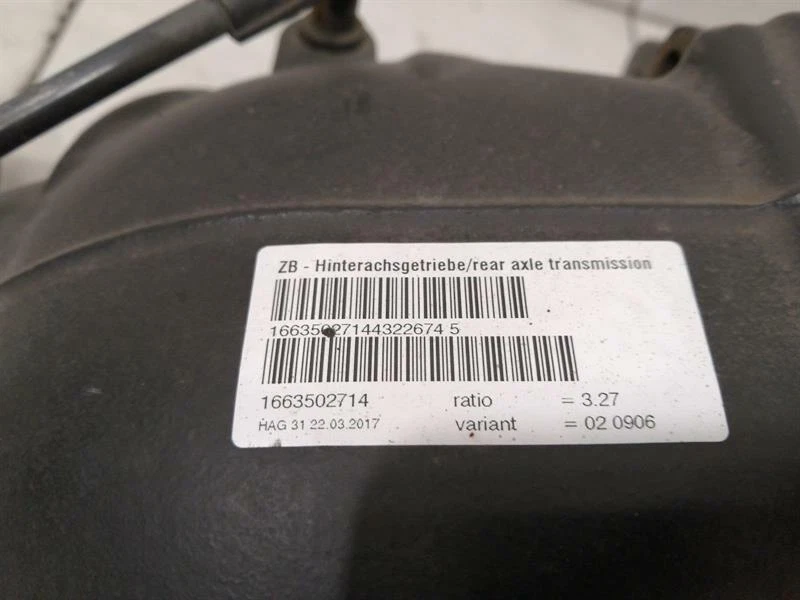 ZB - Hinterachsgetriebe/rear axle transmission
16635027144322674 5
1663502714 ratio = 3.27
HAG 31 22.03.2017 variant = 02 0906